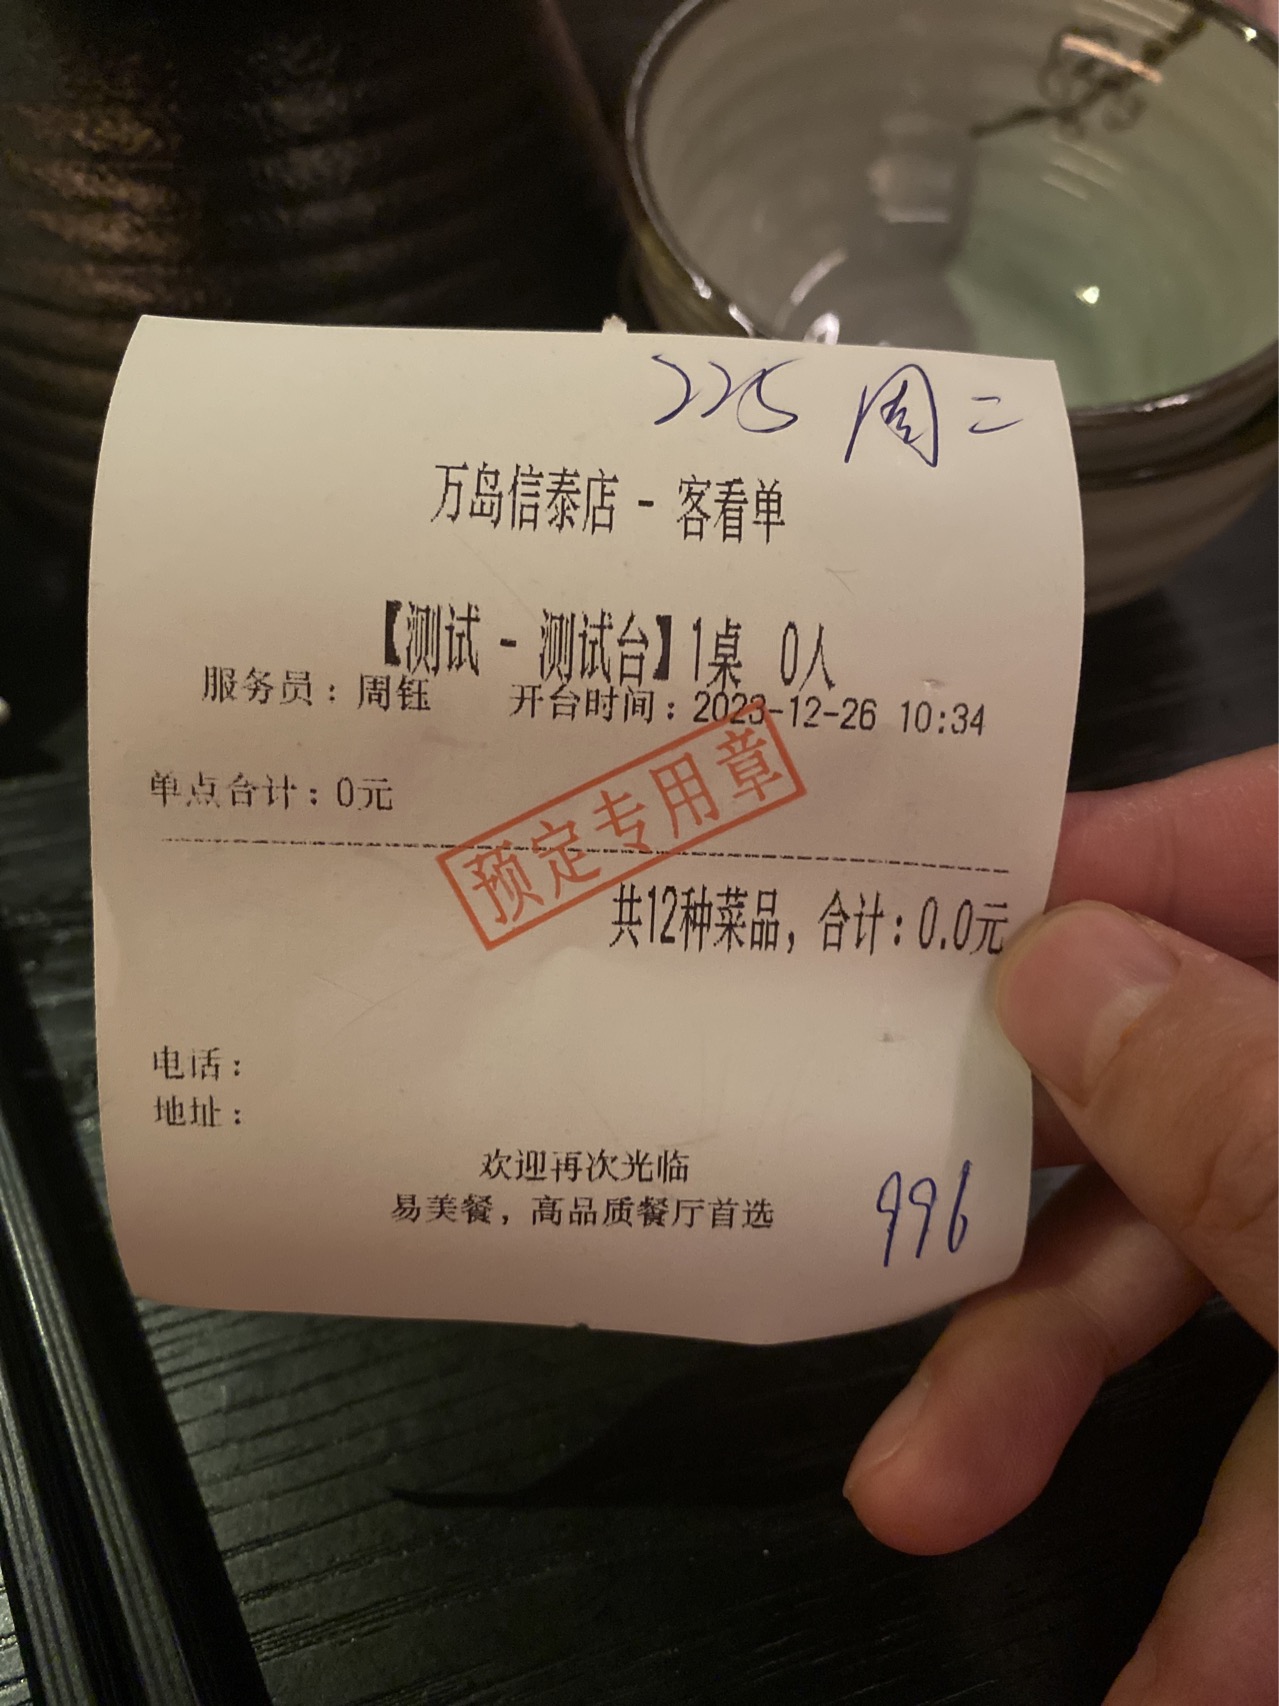 225 周二
万岛信泰店 - 客看单
【测试 - 测试台】1桌 0人
服务员：周钰 开台时间：2023-12-26 10:34
单点合计：0元
预定专用章
共12种菜品，合计：0.0元
电话：
地址：
欢迎再次光临
易美餐，高品质餐厅首选
996